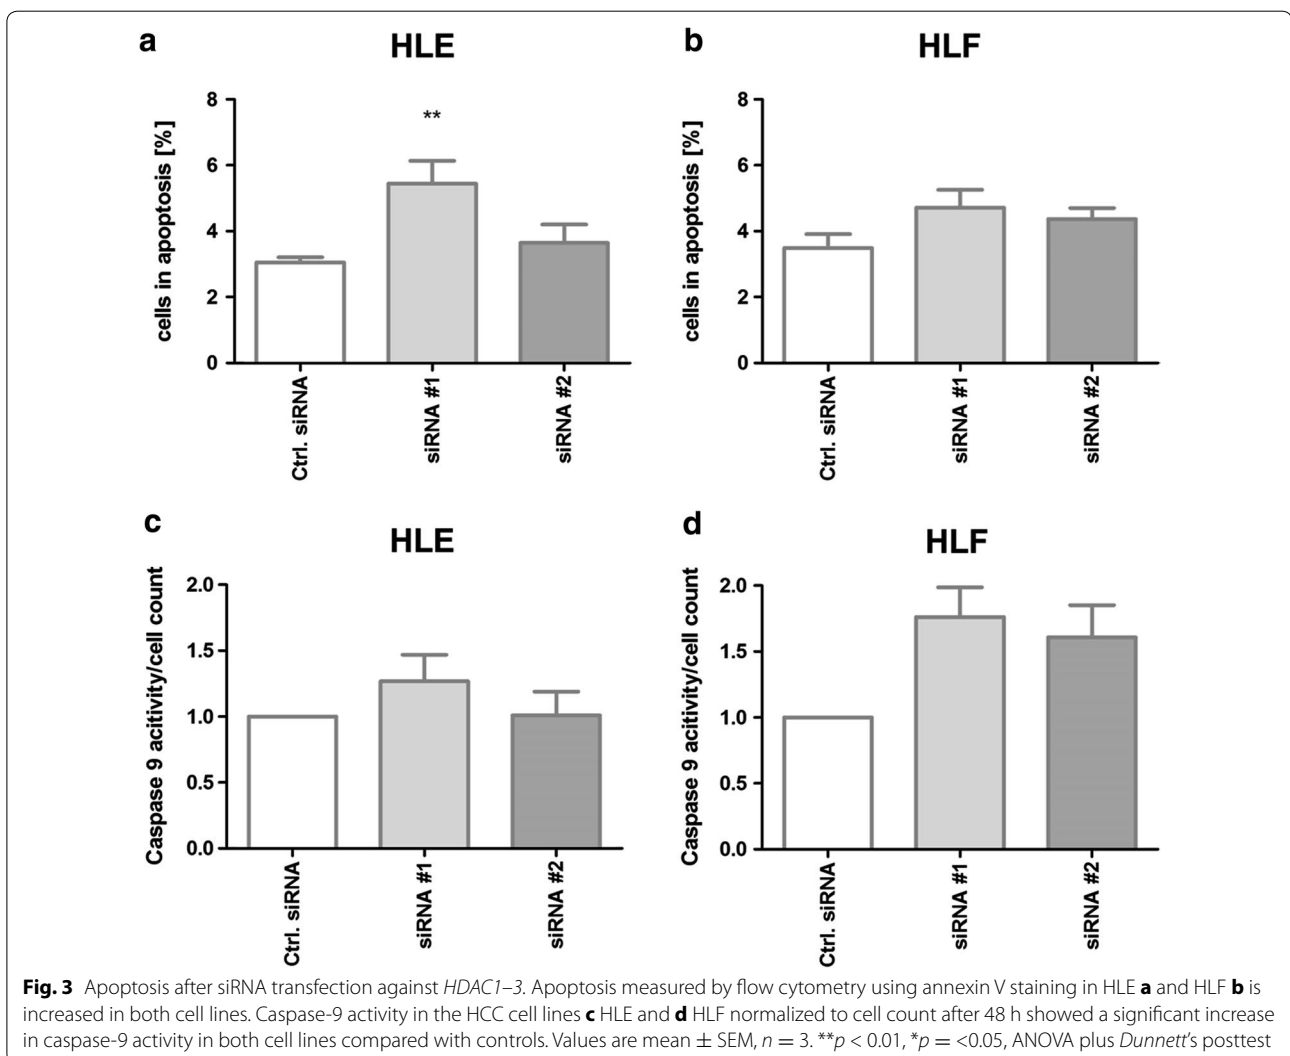 a
HLE
cells in apoptosis [%]
8
6
4
2
0
**
Ctrl. siRNA
siRNA #1
siRNA #2
b
HLF
cells in apoptosis [%]
8
6
4
2
0
Ctrl. siRNA
siRNA #1
siRNA #2
c
HLE
Caspase 9 acitivity/cell count
2.0
1.5
1.0
0.5
0.0
Ctrl. siRNA
siRNA #1
siRNA #2
d
HLF
Caspase 9 acitivity/cell count
2.0
1.5
1.0
0.5
0.0
Ctrl. siRNA
siRNA #1
siRNA #2
Fig. 3 Apoptosis after siRNA transfection against HDAC1–3. Apoptosis measured by flow cytometry using annexin V staining in HLE a and HLF b is
increased in both cell lines. Caspase-9 activity in the HCC cell lines c HLE and d HLF normalized to cell count after 48 h showed a significant increase
in caspase-9 activity in both cell lines compared with controls. Values are mean ± SEM, n = 3. **p < 0.01, *p = <0.05, ANOVA plus Dunnett's posttest